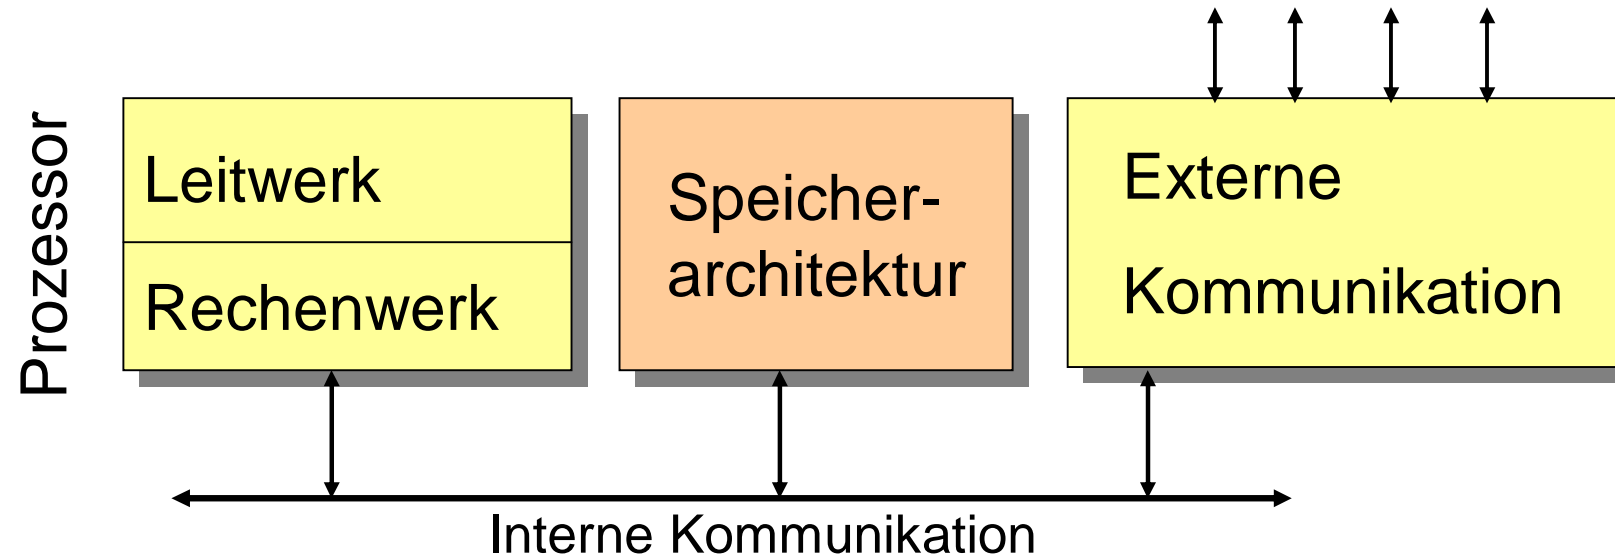 Prozessor
Leitwerk
Rechenwerk
Speicher-
architektur
Externe
Kommunikation
Interne Kommunikation